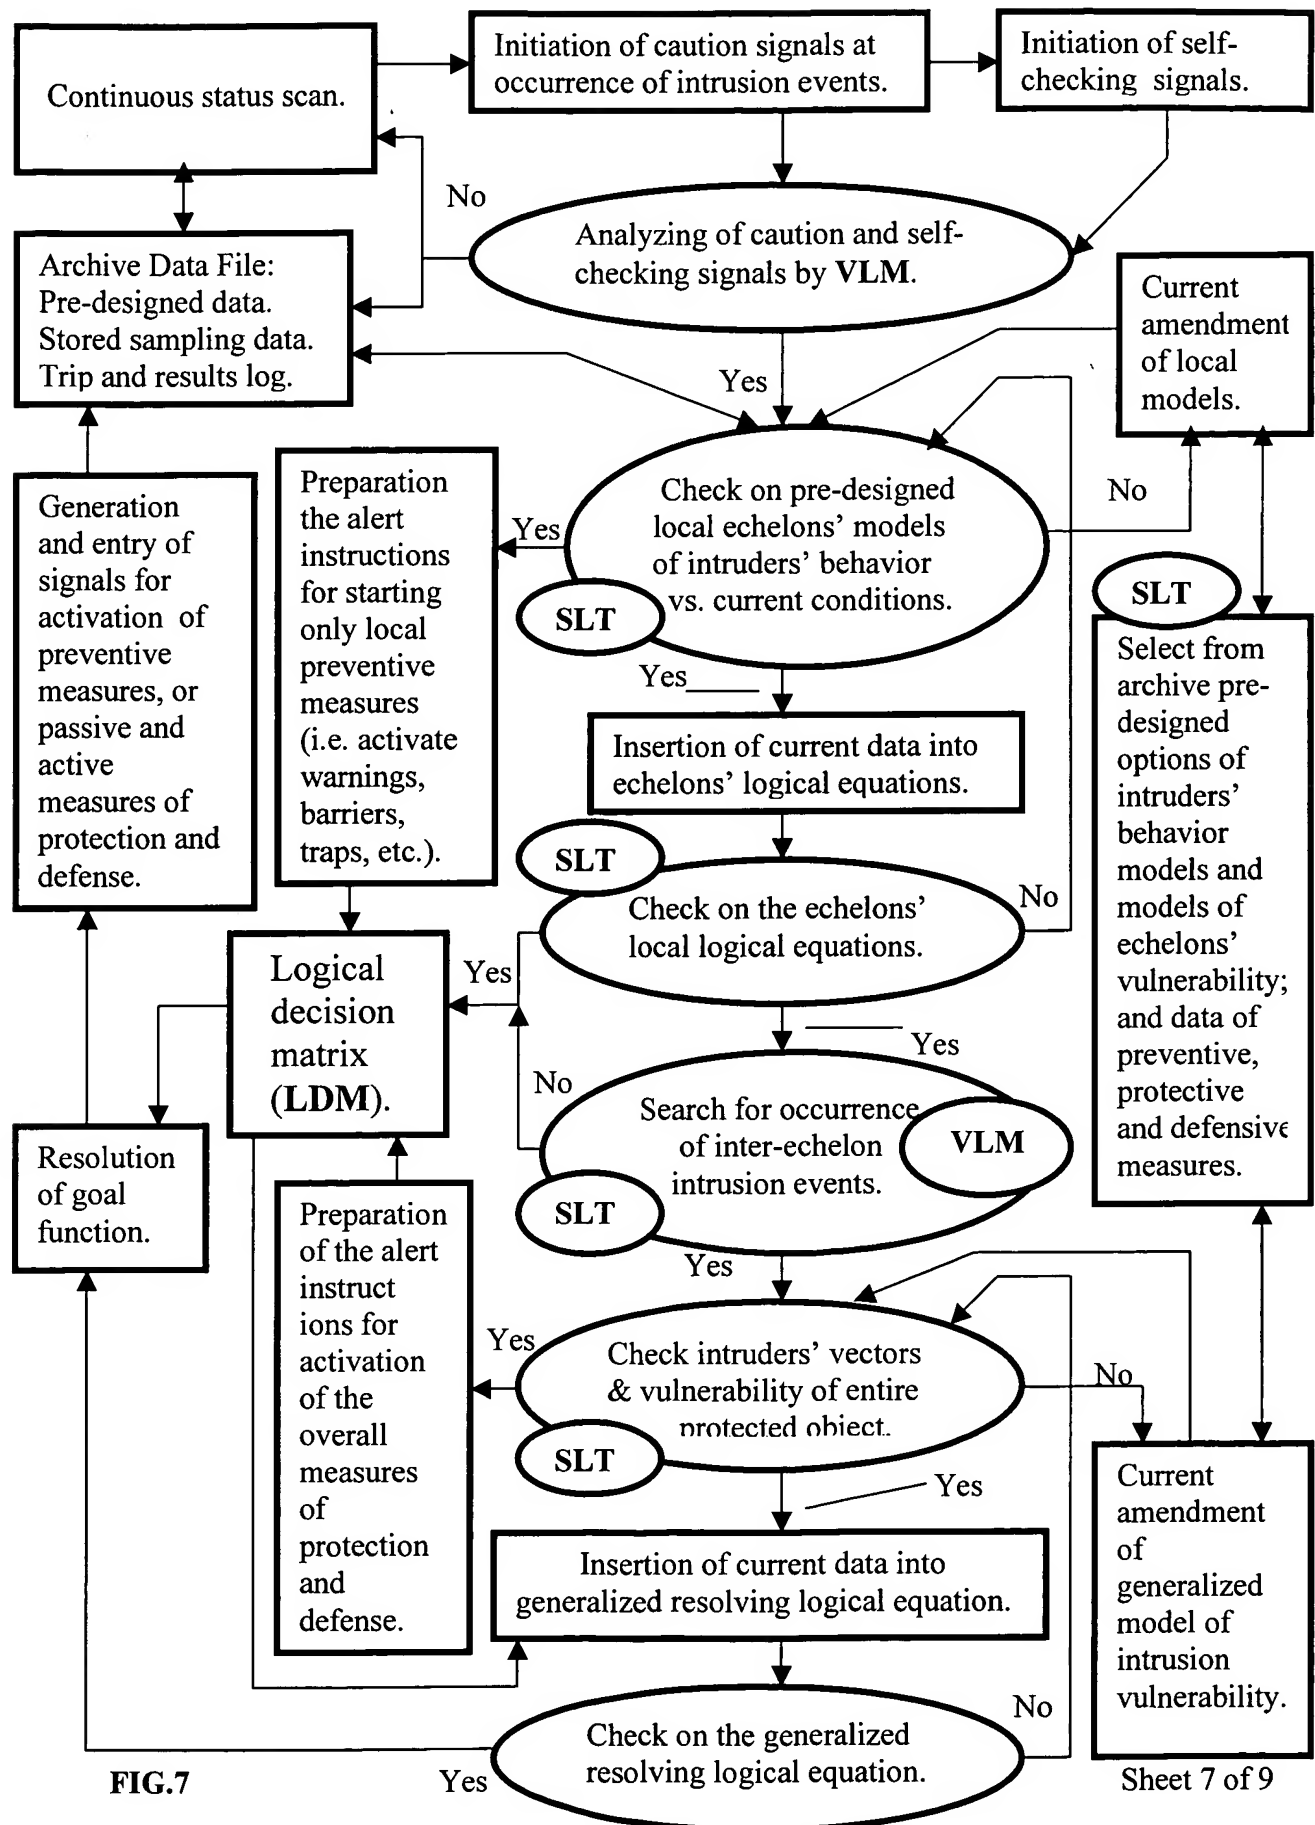 Continuous status scan.
Initiation of caution signals at
occurrence of intrusion events.
Initiation of self-
checking signals.
No
Analyzing of caution and self-
checking signals by VLM.
Archive Data File:
Pre-designed data.
Stored sampling data.
Trip and results log.
Current
amendment
of local
models.
Yes
Generation
and entry of
signals for
activation of
preventive
measures, or
passive and
active
measures of
protection and
defense.
Preparation
the alert
instructions
for starting
only local
preventive
measures
(i.e. activate
warnings,
barriers,
traps, etc.).
Yes
Check on pre-designed
local echelons' models
of intruders' behavior
vs. current conditions.
SLT
No
SLT
Select from
archive pre-
designed
options of
intruders'
behavior
models and
models of
echelons'
vulnerability;
and data of
preventive,
protective
and defensive
measures.
Yes
Insertion of current data into
echelons' logical equations.
SLT
Check on the echelons'
local logical equations.
No
Yes
Logical
decision
matrix
(LDM).
Yes
No
Search for occurrence
of inter-echelon
intrusion events.
VLM
SLT
Resolution
of goal
function.
Preparation
of the alert
instruct
ions for
activation
of the
overall
measures
of
protection
and
defense.
Yes
Yes
Check intruders' vectors
& vulnerability of entire
protected object.
SLT
No
Yes
Current
amendment
of
generalized
model of
intrusion
vulnerability.
Insertion of current data into
generalized resolving logical equation.
No
Check on the generalized
resolving logical equation.
Yes
FIG.7
Sheet 7 of 9